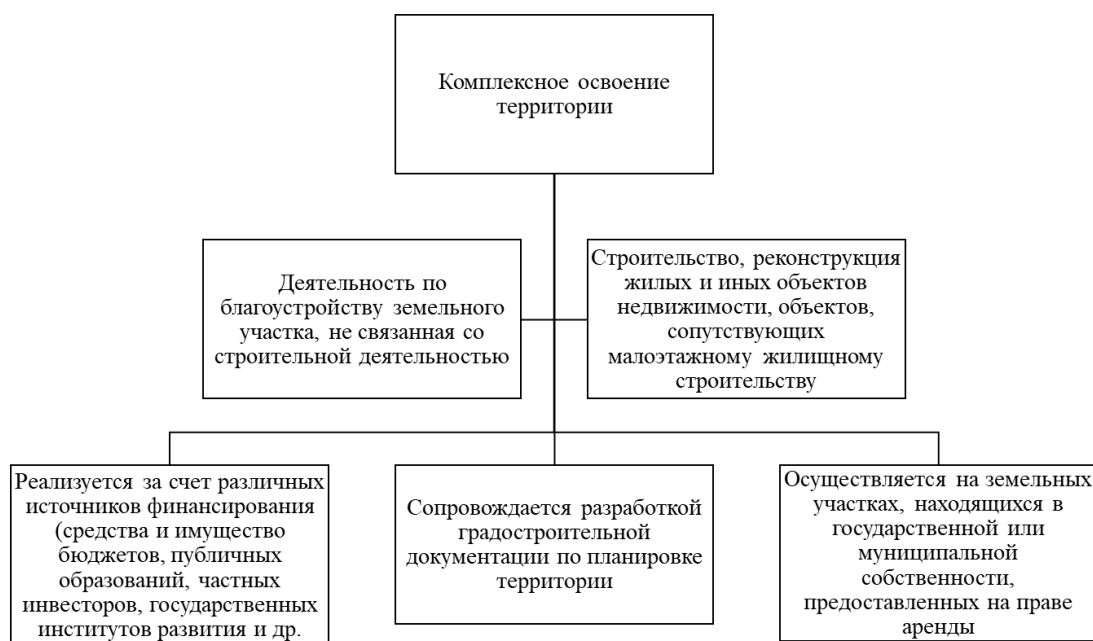 Комплексное освоение
территории
Деятельность по
благоустройству земельного
участка, не связанная со
строительной деятельностью
Строительство, реконструкция
жилых и иных объектов
недвижимости, объектов,
сопутствующих
малоэтажному жилищному
строительству
Реализуется за счет различных
источников финансирования
(средства и имущество
бюджетов, публичных
образований, частных
инвесторов, государственных
институтов развития и др.
Сопровождается разработкой
градостроительной
документации по планировке
территории
Осуществляется на земельных
участках, находящихся в
государственной или
муниципальной
собственности,
предоставленных на праве
аренды